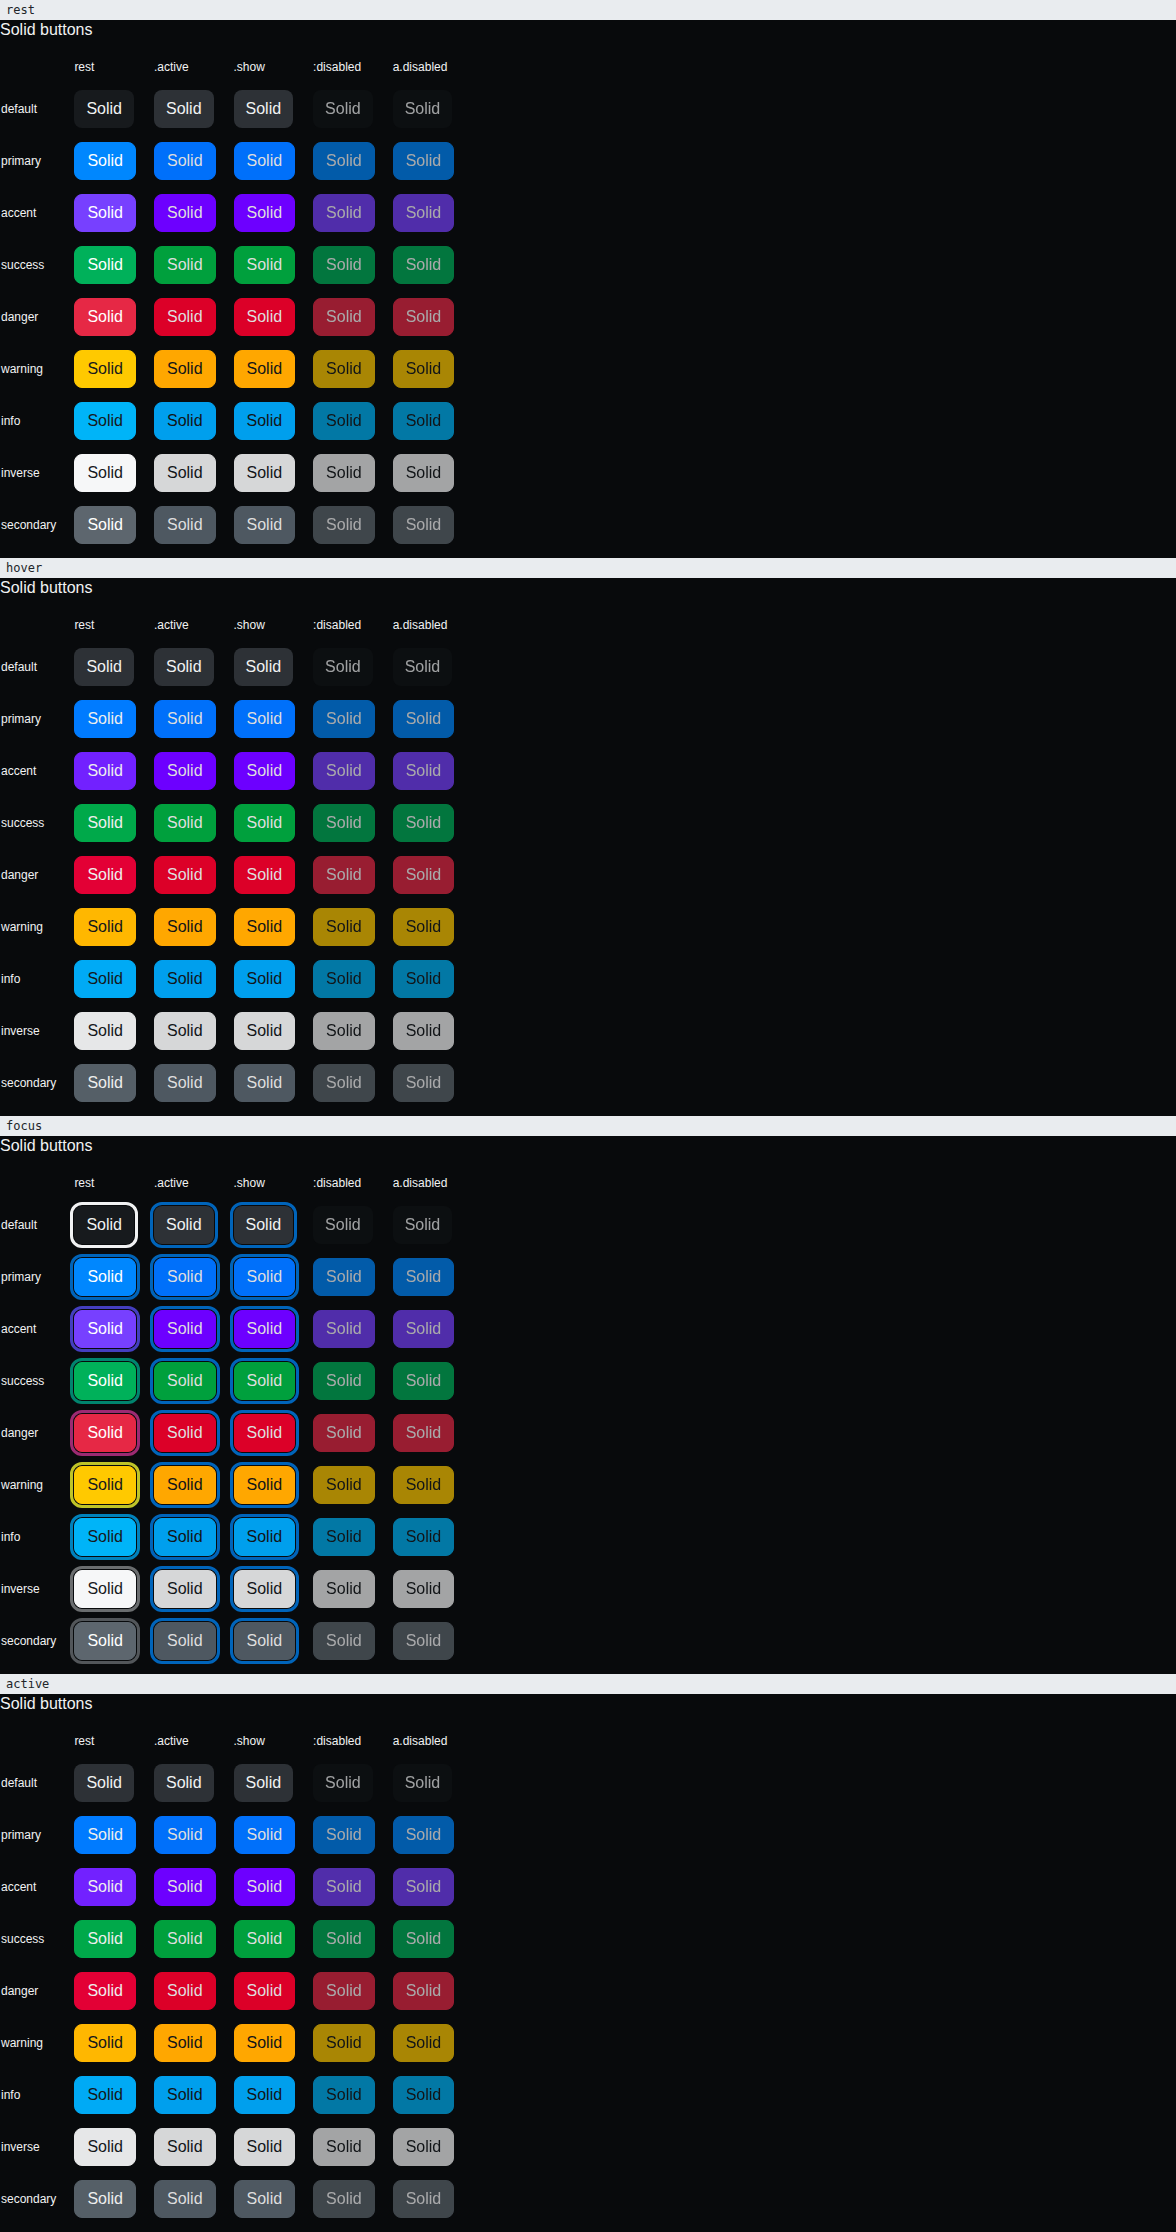 rest
Solid buttons
rest .active .show :disabled a.disabled
default Solid Solid Solid Solid Solid
primary Solid Solid Solid Solid Solid
accent Solid Solid Solid Solid Solid
success Solid Solid Solid Solid Solid
danger Solid Solid Solid Solid Solid
warning Solid Solid Solid Solid Solid
info Solid Solid Solid Solid Solid
inverse Solid Solid Solid Solid Solid
secondary Solid Solid Solid Solid Solid
hover
Solid buttons
rest .active .show :disabled a.disabled
default Solid Solid Solid Solid Solid
primary Solid Solid Solid Solid Solid
accent Solid Solid Solid Solid Solid
success Solid Solid Solid Solid Solid
danger Solid Solid Solid Solid Solid
warning Solid Solid Solid Solid Solid
info Solid Solid Solid Solid Solid
inverse Solid Solid Solid Solid Solid
secondary Solid Solid Solid Solid Solid
focus
Solid buttons
rest .active .show :disabled a.disabled
default Solid Solid Solid Solid Solid
primary Solid Solid Solid Solid Solid
accent Solid Solid Solid Solid Solid
success Solid Solid Solid Solid Solid
danger Solid Solid Solid Solid Solid
warning Solid Solid Solid Solid Solid
info Solid Solid Solid Solid Solid
inverse Solid Solid Solid Solid Solid
secondary Solid Solid Solid Solid Solid
active
Solid buttons
rest .active .show :disabled a.disabled
default Solid Solid Solid Solid Solid
primary Solid Solid Solid Solid Solid
accent Solid Solid Solid Solid Solid
success Solid Solid Solid Solid Solid
danger Solid Solid Solid Solid Solid
warning Solid Solid Solid Solid Solid
info Solid Solid Solid Solid Solid
inverse Solid Solid Solid Solid Solid
secondary Solid Solid Solid Solid Solid